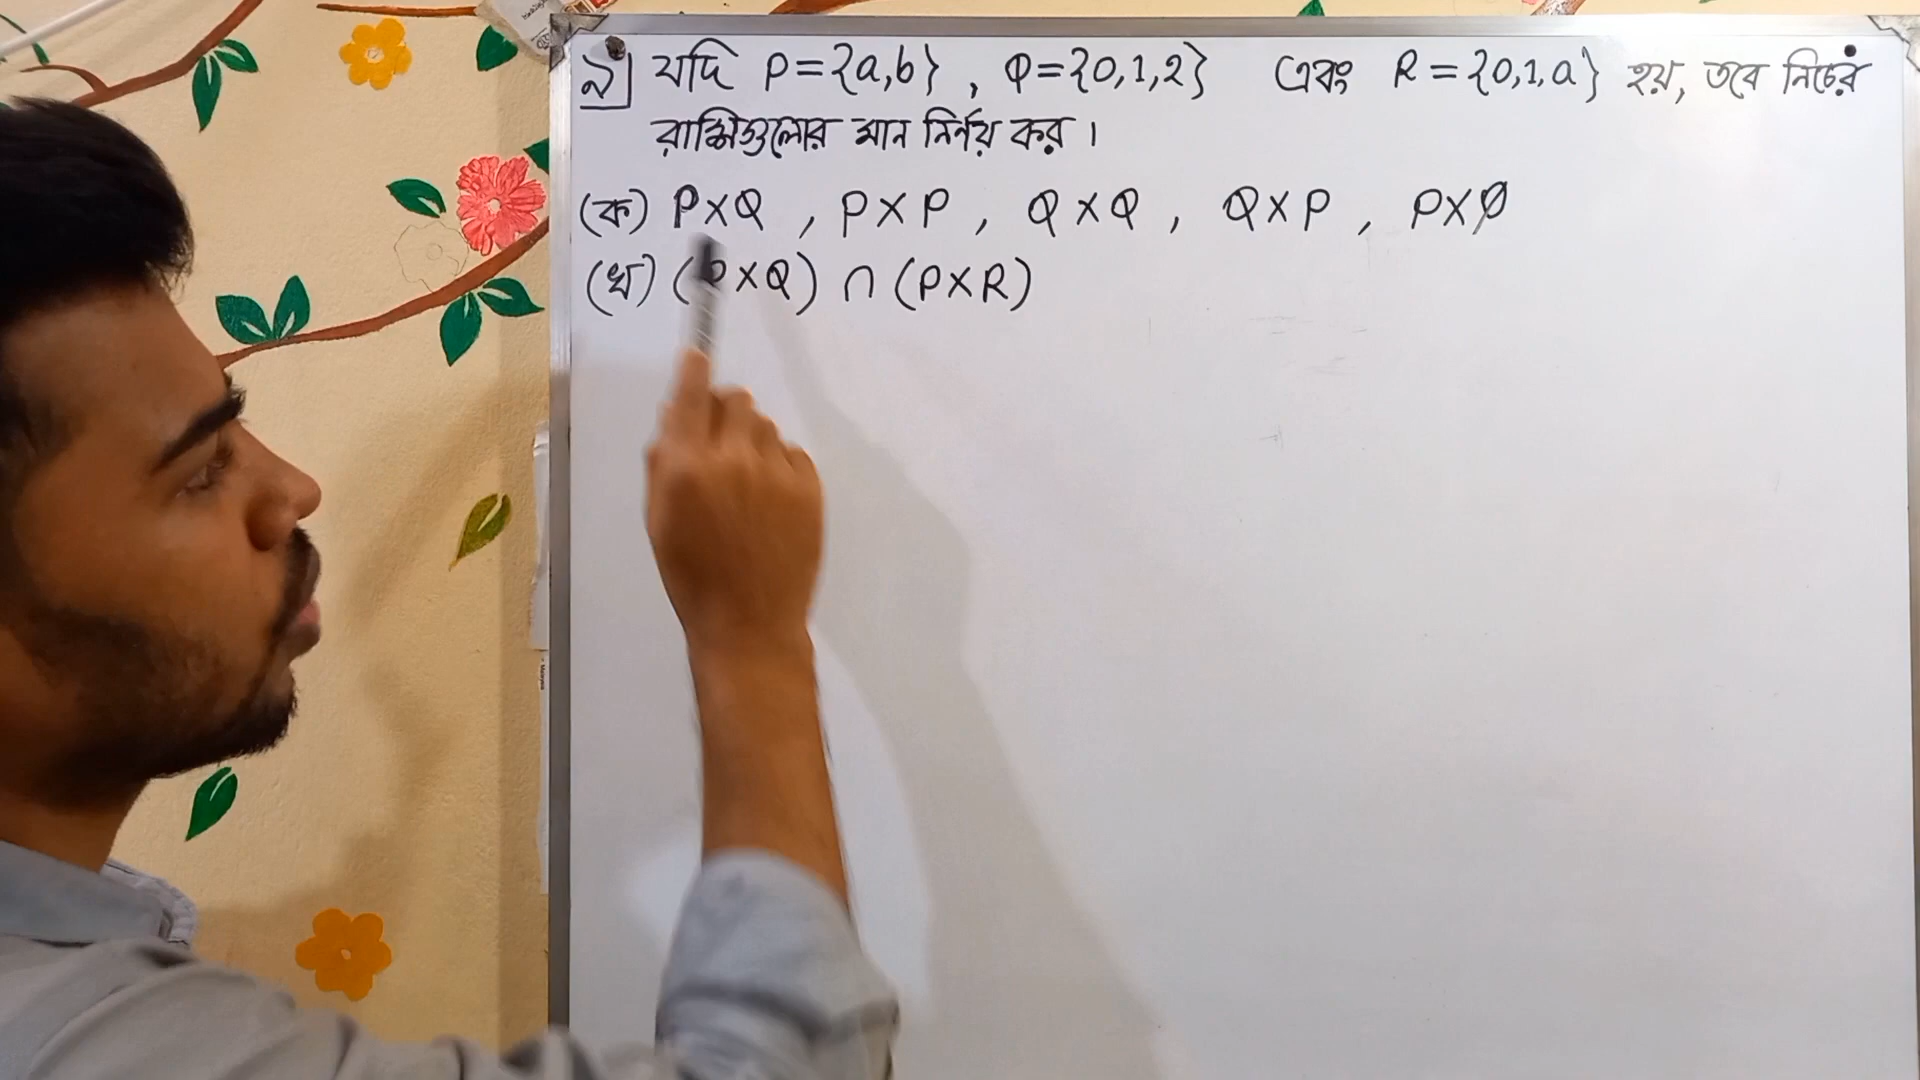 ৯] যদি P={a,b} , Q={0,1,2} এবং R={0,1,a} হয়, তবে নিচের
রাশিগুলোর মান নির্ণয় কর ।
(ক) P×Q , P×P , Q×Q , Q×P , P×∅
(খ) (P×Q) ∩ (P×R)